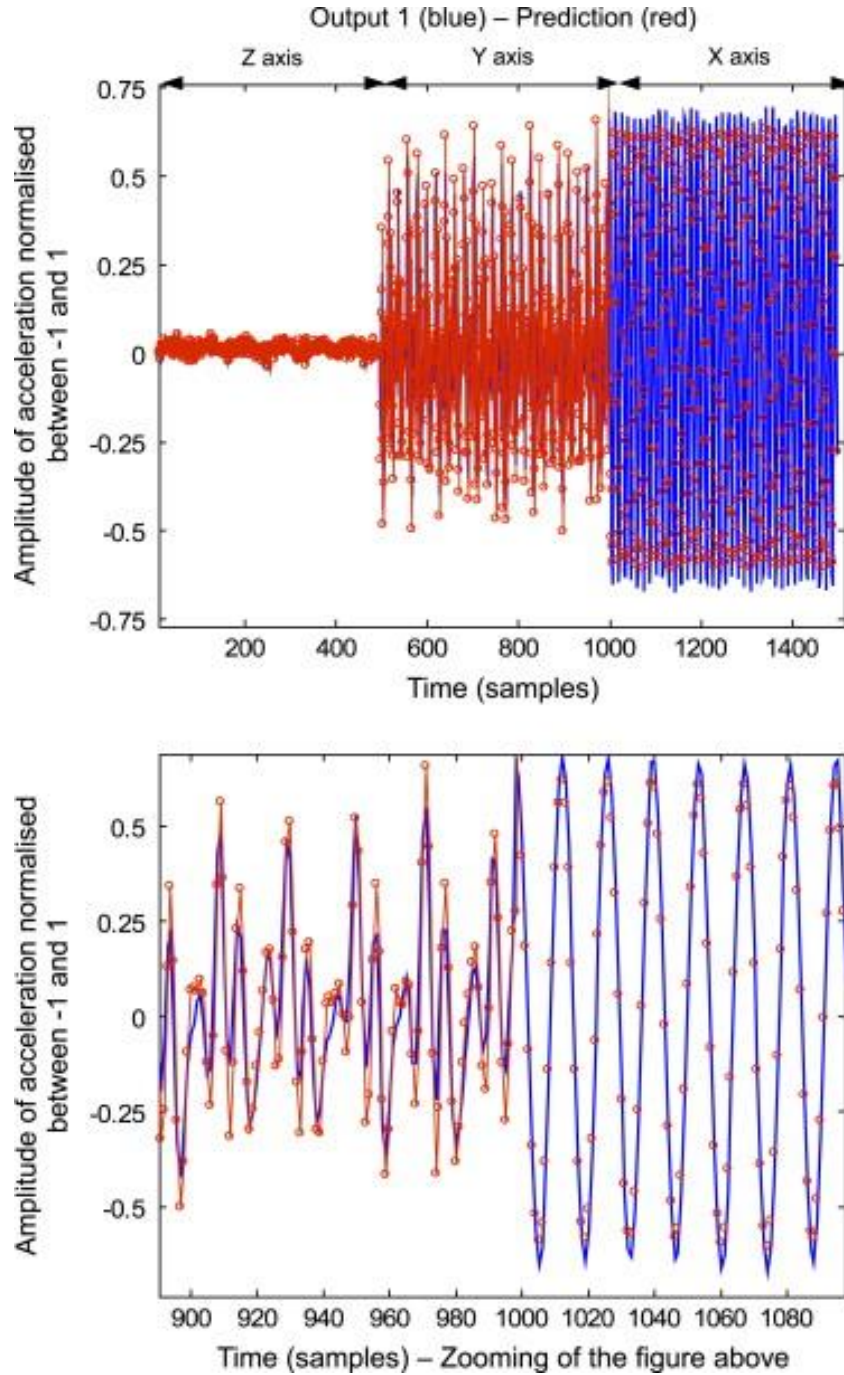 Output 1 (blue) – Prediction (red)
Z axis
Y axis
X axis
Amplitude of acceleration normalised
between -1 and 1
0.75
0.5
0.25
0
-0.25
-0.5
-0.75
200
400
600
800
1000
1200
1400
Time (samples)
Amplitude of acceleration normalised
between -1 and 1
0.5
0.25
0
-0.25
-0.5
900
920
940
960
980
1000
1020
1040
1060
1080
Time (samples) – Zooming of the figure above